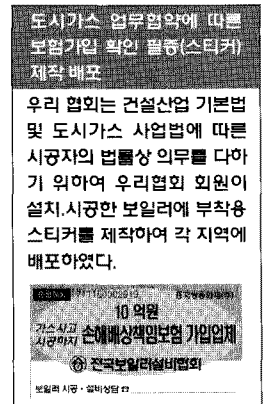 도시가스 업무협약에 따른
보험가입 확인 필증(스티커)
제작 배포
우리 협회는 건설산업 기본법
및 도시가스 사업법에 따른
시공자의 법률상 의무를 다하
기 위하여 우리협회 회원이
설치.시공한 보일러에 부착용
스티커를 제작하여 각 지역에
배포하였다.
10 억원
가스사고
시공하자
손해배상책임보험 가입업체
전국보일러설비협회
보일러 시공·설비상담 ☎